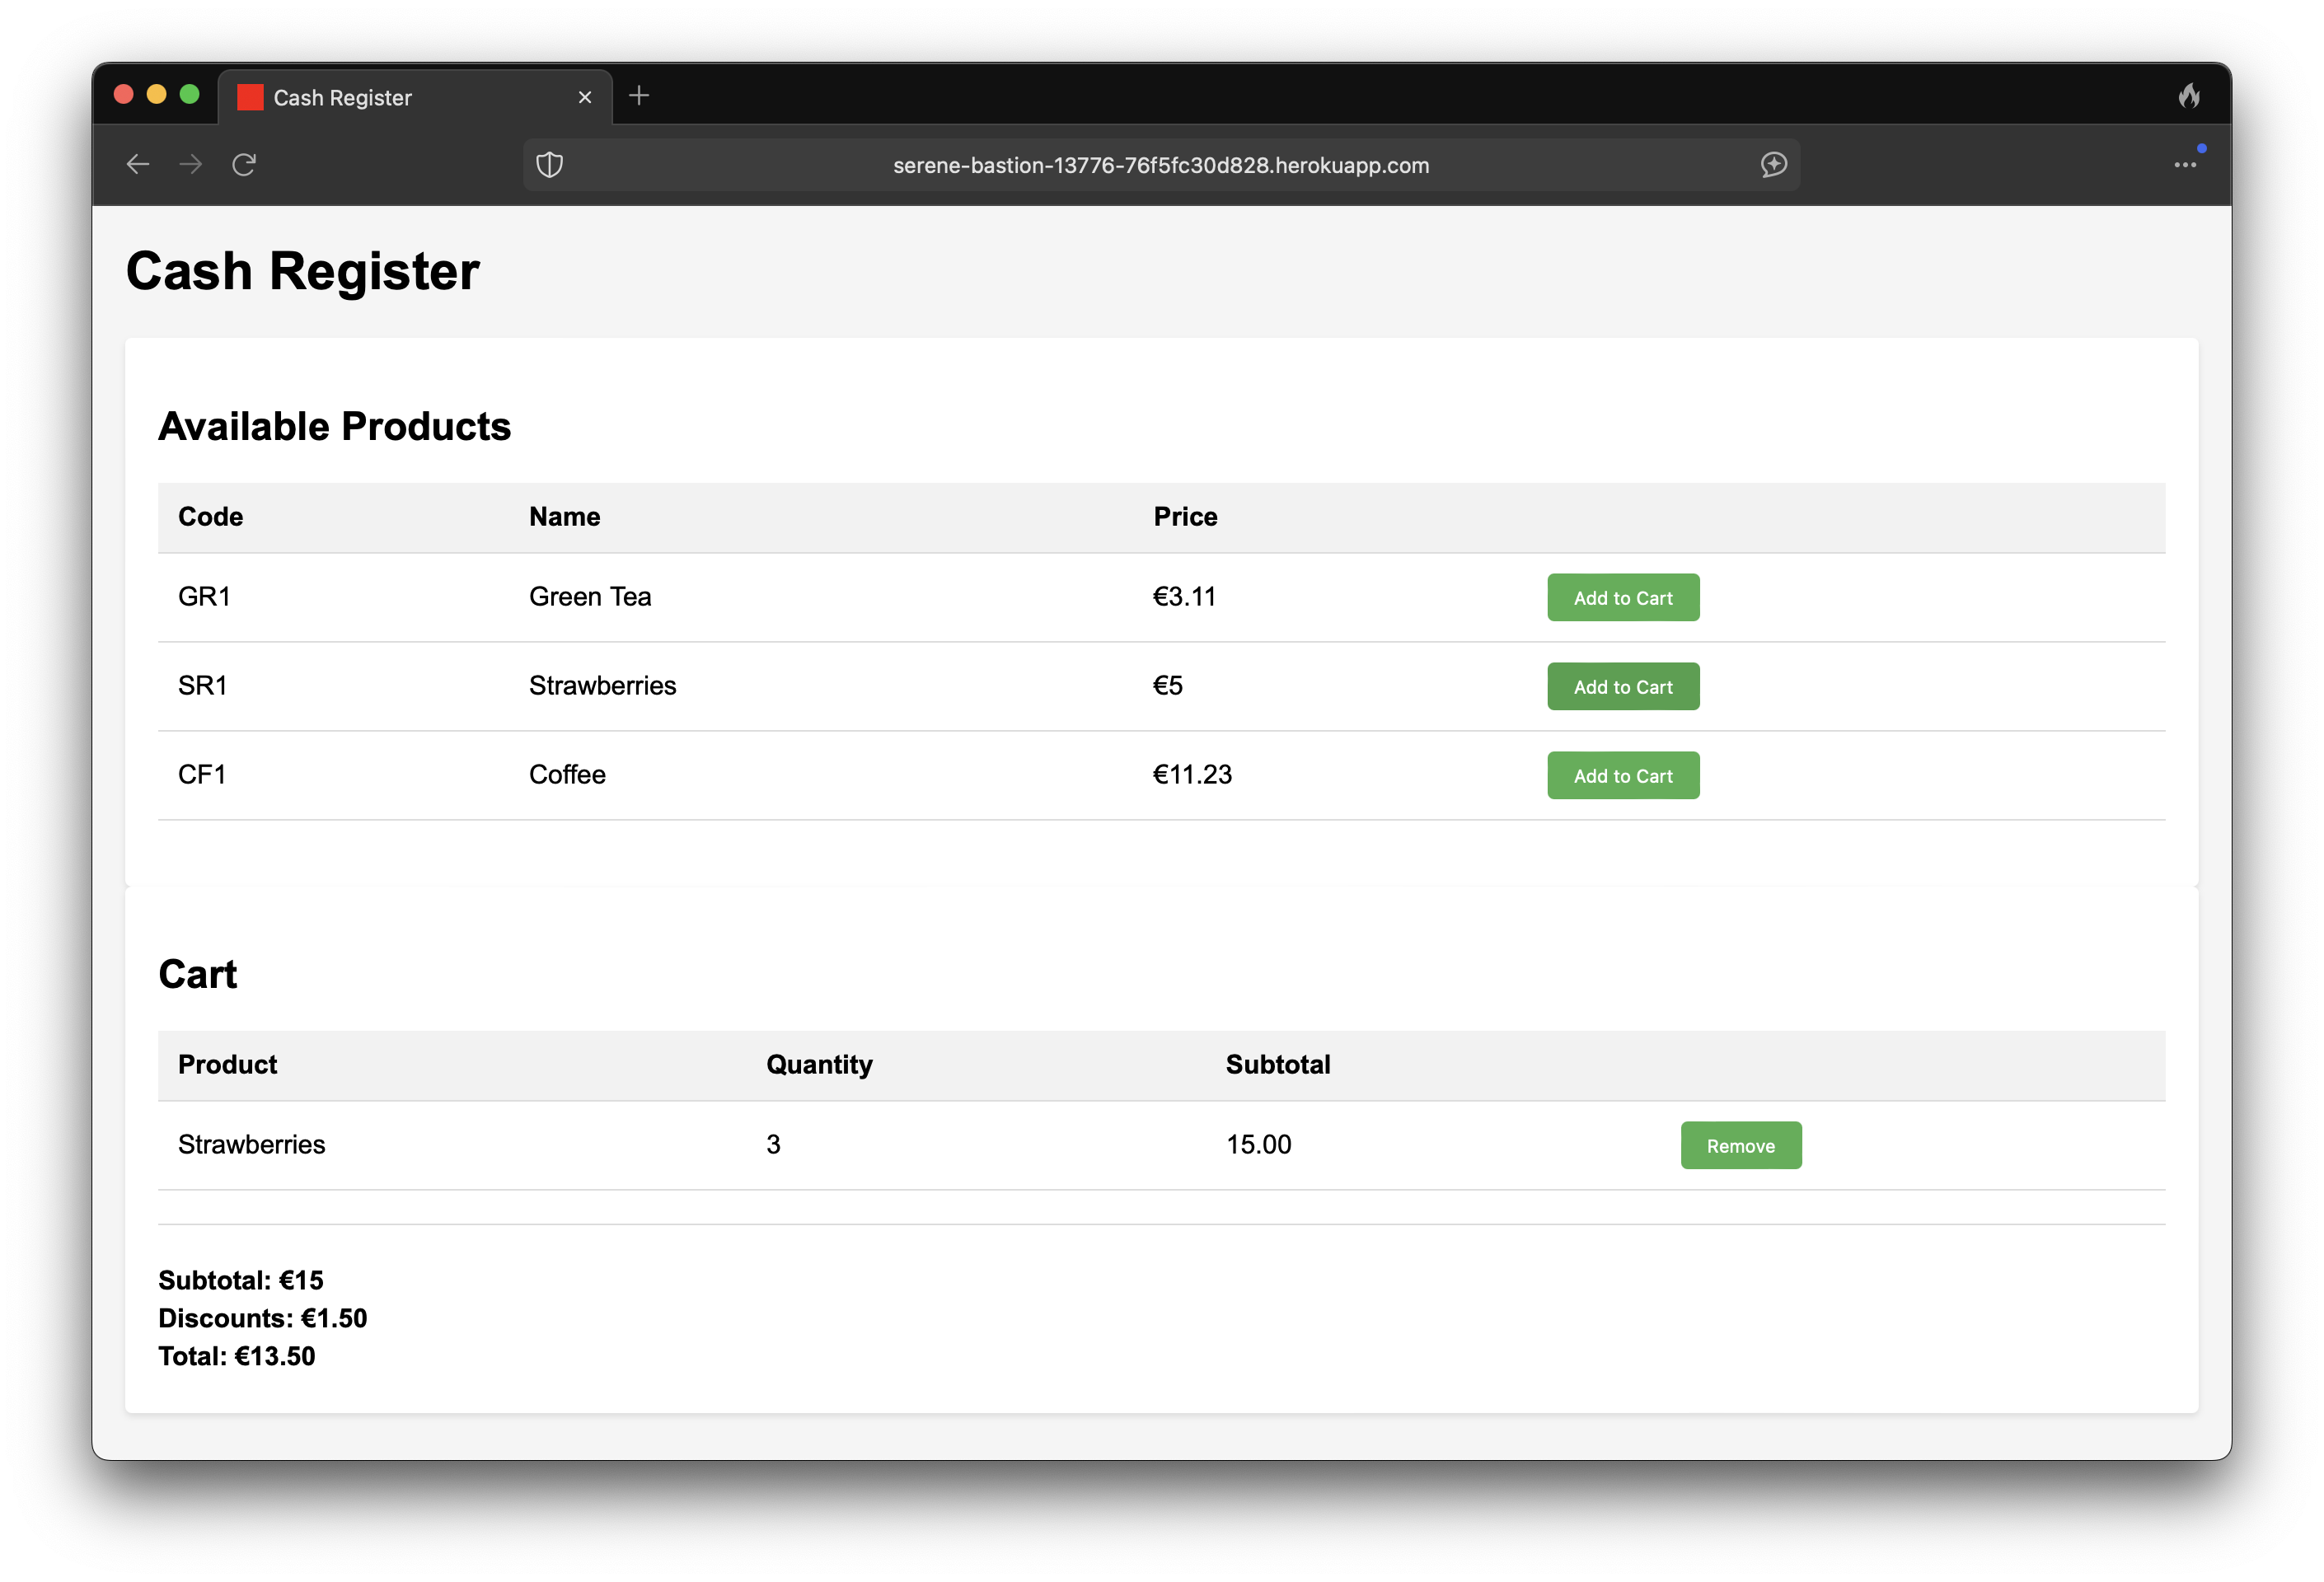 Cash Register
serene-bastion-13776-76f5fc30d828.herokuapp.com
Cash Register
Available Products
Code Name Price
GR1 Green Tea €3.11 Add to Cart
SR1 Strawberries €5 Add to Cart
CF1 Coffee €11.23 Add to Cart
Cart
Product Quantity Subtotal
Strawberries 3 15.00 Remove
Subtotal: €15
Discounts: €1.50
Total: €13.50